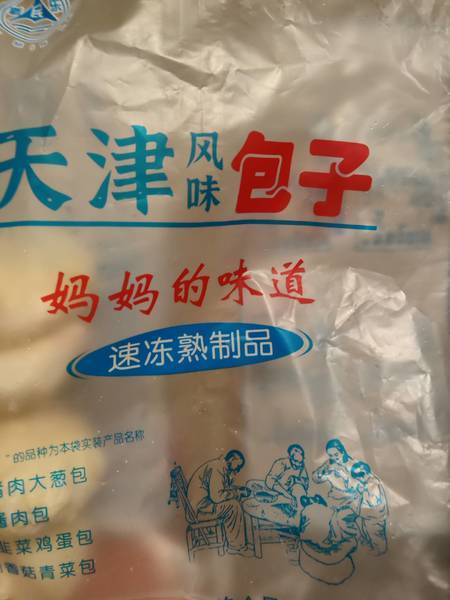 天津风味包子
妈妈的味道
速冻熟制品
"的品种为本袋实装产品名称
猪肉大葱包
酱肉包
韭菜鸡蛋包
香菇青菜包